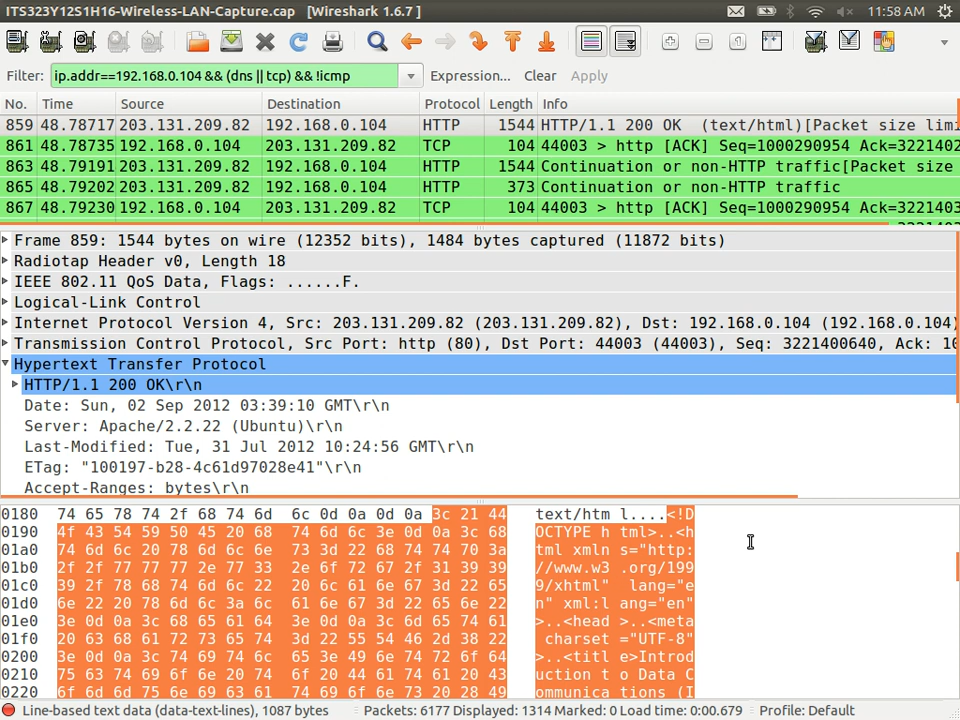 ITS323Y12S1H16-Wireless-LAN-Capture.cap [Wireshark 1.6.7 ]
11:58 AM
Filter: ip.addr==192.168.0.104 && (dns || tcp) && !icmp Expression... Clear Apply
No. Time Source Destination Protocol Length Info
859 48.78717 203.131.209.82 192.168.0.104 HTTP 1544 HTTP/1.1 200 OK (text/html)[Packet size limi
861 48.78735 192.168.0.104 203.131.209.82 TCP 104 44003 > http [ACK] Seq=1000290954 Ack=3221402
863 48.79191 203.131.209.82 192.168.0.104 HTTP 1544 Continuation or non-HTTP traffic[Packet size
865 48.79202 203.131.209.82 192.168.0.104 HTTP 373 Continuation or non-HTTP traffic
867 48.79230 192.168.0.104 203.131.209.82 TCP 104 44003 > http [ACK] Seq=1000290954 Ack=3221403
Frame 859: 1544 bytes on wire (12352 bits), 1484 bytes captured (11872 bits)
Radiotap Header v0, Length 18
IEEE 802.11 QoS Data, Flags: ......F.
Logical-Link Control
Internet Protocol Version 4, Src: 203.131.209.82 (203.131.209.82), Dst: 192.168.0.104 (192.168.0.104)
Transmission Control Protocol, Src Port: http (80), Dst Port: 44003 (44003), Seq: 3221400640, Ack: 10
Hypertext Transfer Protocol
HTTP/1.1 200 OK\r\n
Date: Sun, 02 Sep 2012 03:39:10 GMT\r\n
Server: Apache/2.2.22 (Ubuntu)\r\n
Last-Modified: Tue, 31 Jul 2012 10:24:56 GMT\r\n
ETag: "100197-b28-4c61d97028e41"\r\n
Accept-Ranges: bytes\r\n
0180 74 65 78 74 2f 68 74 6d 6c 0d 0a 0d 0a 3c 21 44 text/htm l....<!D
0190 4f 43 54 59 50 45 20 68 74 6d 6c 3e 0d 0a 3c 68 OCTYPE h tml>..<h
01a0 74 6d 6c 20 78 6d 6c 6e 73 3d 22 68 74 74 70 3a tml xmln s="http:
01b0 2f 2f 77 77 77 2e 77 33 2e 6f 72 67 2f 31 39 39 //www.w3 .org/199
01c0 39 2f 78 68 74 6d 6c 22 20 6c 61 6e 67 3d 22 65 9/xhtml" lang="e
01d0 6e 22 20 78 6d 6c 3a 6c 61 6e 67 3d 22 65 6e 22 n" xml:l ang="en"
01e0 3e 0d 0a 3c 68 65 61 64 3e 0d 0a 3c 6d 65 74 61 >..<head >..<meta
01f0 20 63 68 61 72 73 65 74 3d 22 55 54 46 2d 38 22 charset ="UTF-8"
0200 3e 0d 0a 3c 74 69 74 6c 65 3e 49 6e 74 72 6f 64 >..<titl e>Introd
0210 75 63 74 69 6f 6e 20 74 6f 20 44 61 74 61 20 43 uction t o Data C
0220 6f 6d 6d 75 6e 69 63 61 74 69 6f 6e 73 20 28 49 ommunica tions (I
Line-based text data (data-text-lines), 1087 bytes Packets: 6177 Displayed: 1314 Marked: 0 Load time: 0:00.679 Profile: Default